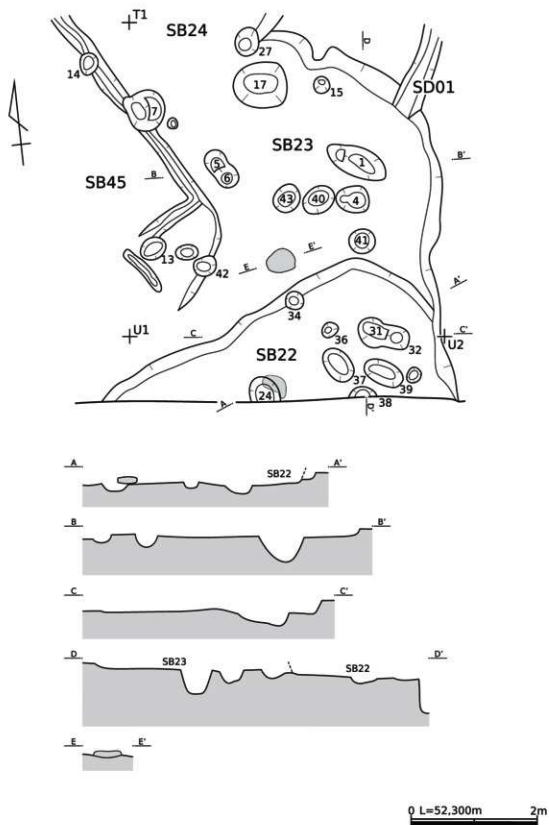 T1
SB24
27
14
SD01
17
15
7
SB23
5
1
B
B'
6
SB45
43
40
4
41
13
E
E'
42
A'
34
U1
C
C'
31
36
32
U2
SB22
37
39
24
38
A
D'
D
A
SB22
A'
B
B'
C
C'
D
SB23
SB22
D'
E
E'
0 L=52,300m 2m